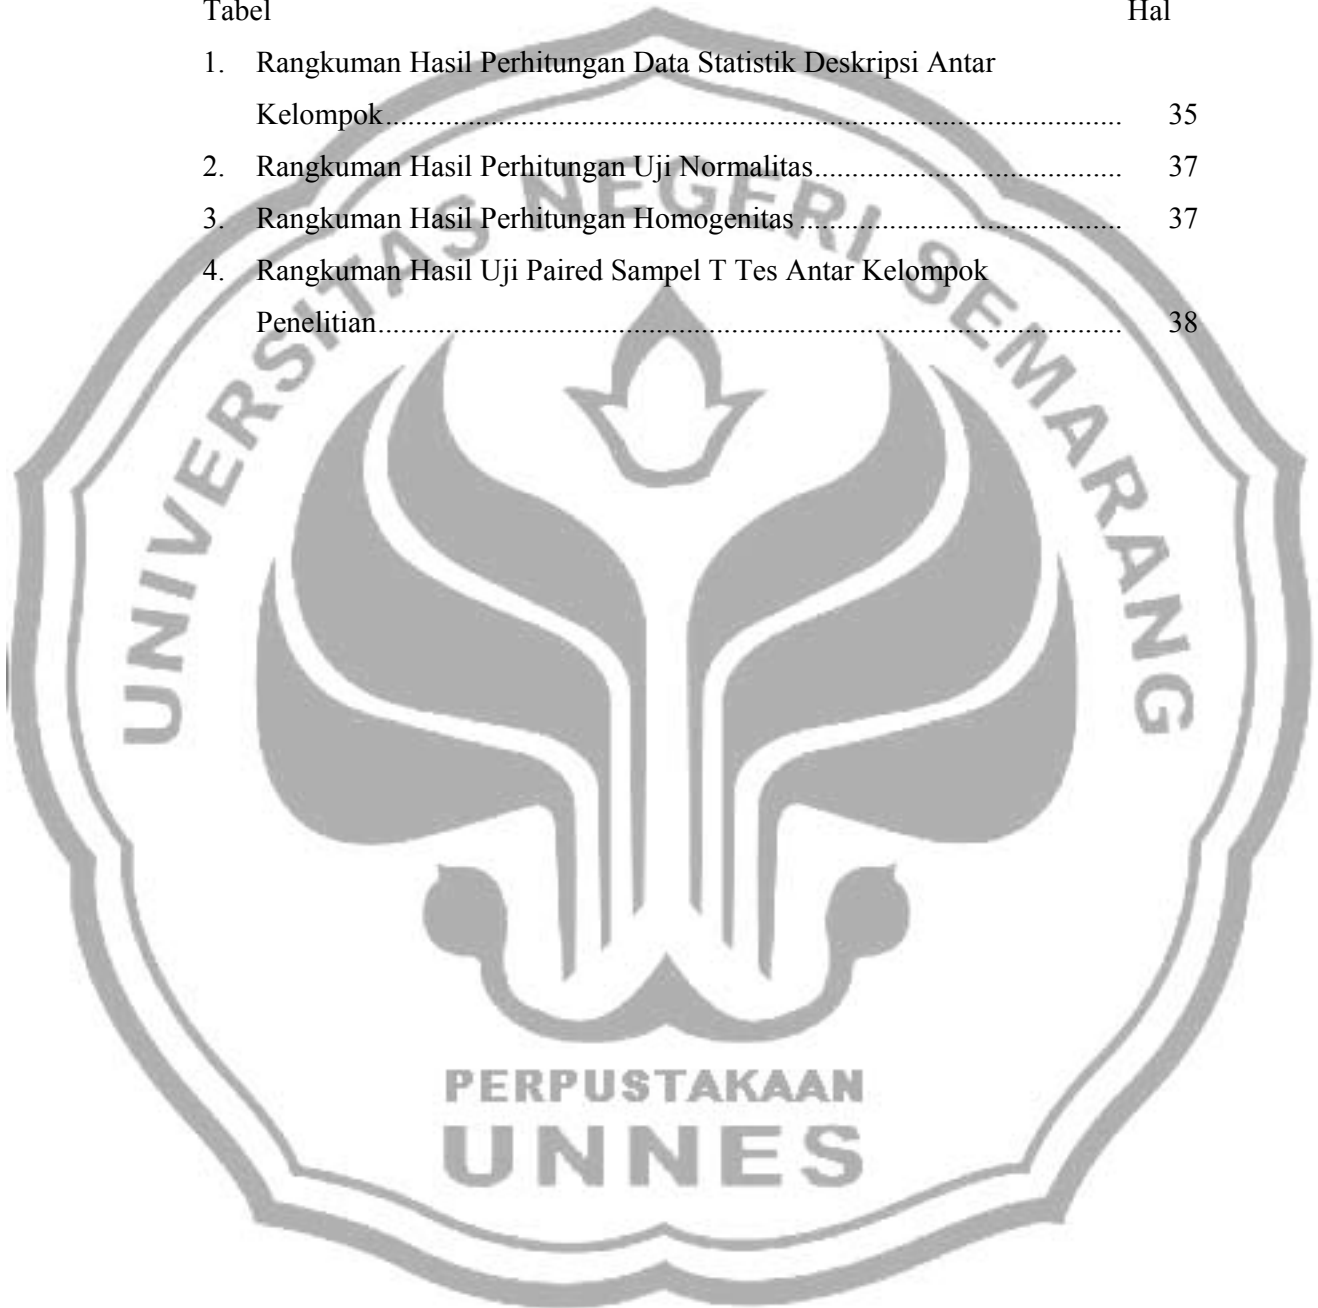 Tabel Hal
1. Rangkuman Hasil Perhitungan Data Statistik Deskripsi Antar
Kelompok........................................................................................ 35
2. Rangkuman Hasil Perhitungan Uji Normalitas.................................... 37
3. Rangkuman Hasil Perhitungan Homogenitas ...................................... 37
4. Rangkuman Hasil Uji Paired Sampel T Tes Antar Kelompok
Penelitian......................................................................................... 38
UNIVERSITAS NEGERI SEMARANG
PERPUSTAKAAN
UNNES